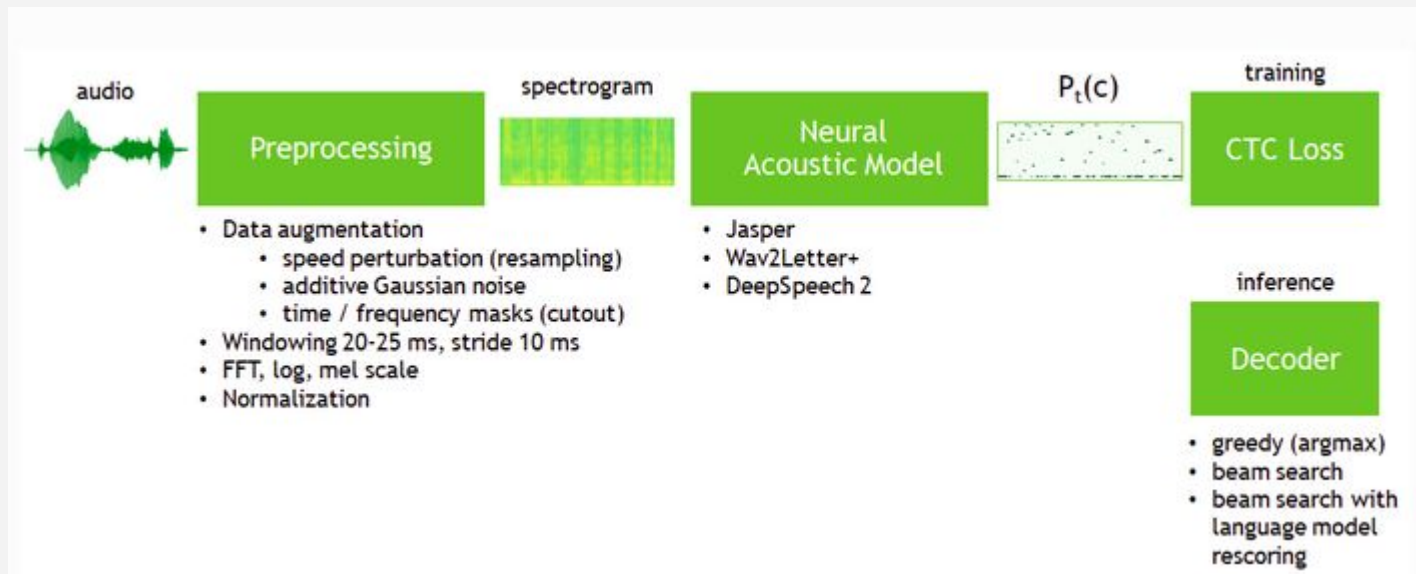 audio
Preprocessing
spectrogram
Neural
Acoustic Model
Pt(c)
training
CTC Loss
• Data augmentation
• speed perturbation (resampling)
• additive Gaussian noise
• time / frequency masks (cutout)
• Windowing 20-25 ms, stride 10 ms
• FFT, log, mel scale
• Normalization
• Jasper
• Wav2Letter+
• DeepSpeech 2
inference
Decoder
• greedy (argmax)
• beam search
• beam search with
language model
rescoring